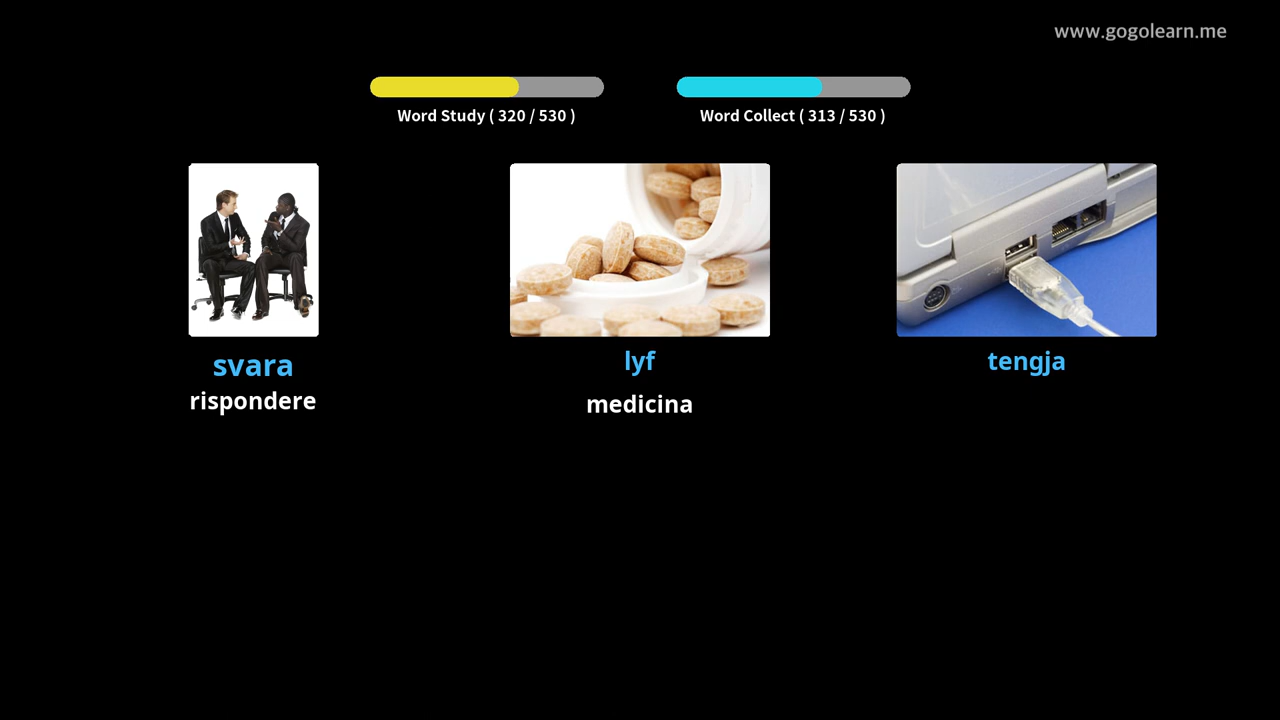 www.gogolearn.me
Word Study ( 320 / 530 )
Word Collect ( 313 / 530 )
svara
rispondere
lyf
medicina
tengja